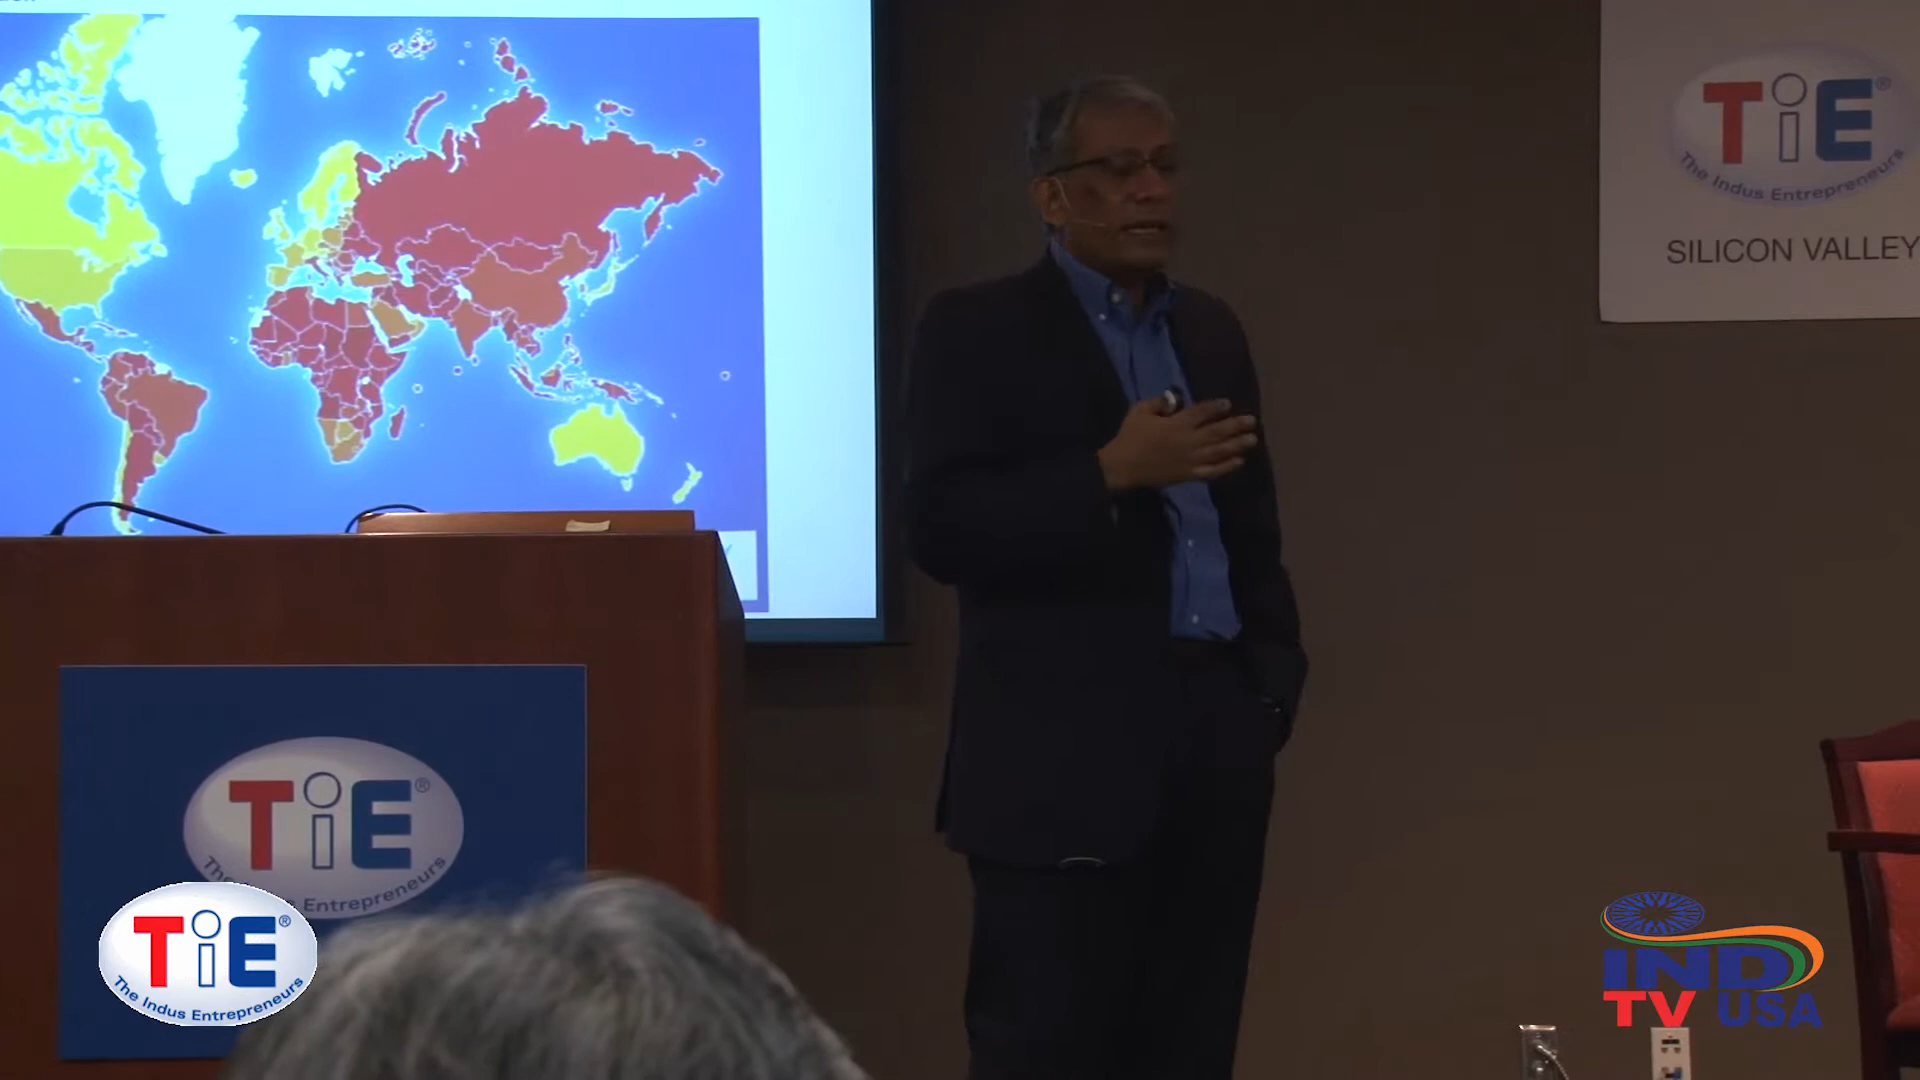 TiE®
The Indus Entrepreneurs
SILICON VALLEY
TiE®
The Indus Entrepreneurs
TiE®
The Indus Entrepreneurs
IND
TV USA